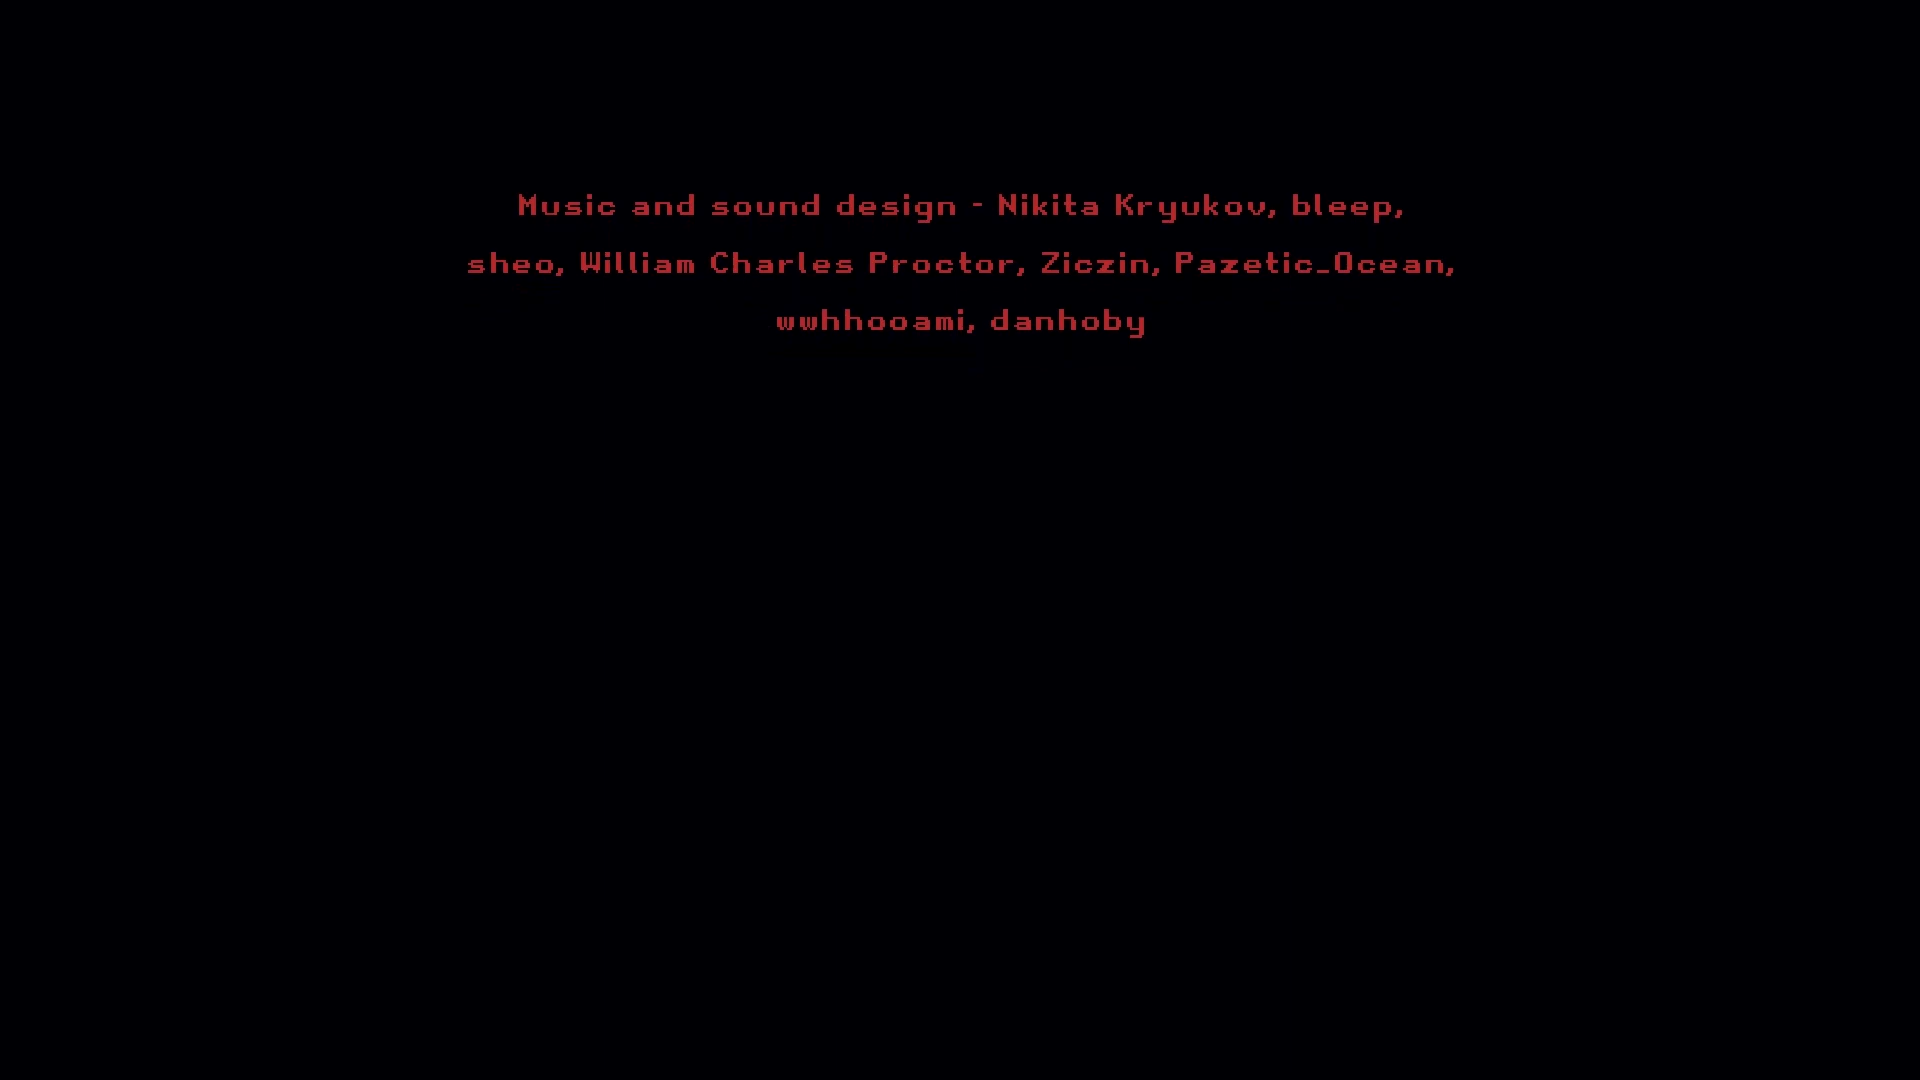 Music and sound design - Nikita Kryukov, bleep,
sheo, William Charles Proctor, Ziczin, Pazetic_Ocean,
wwhhooami, danhoby